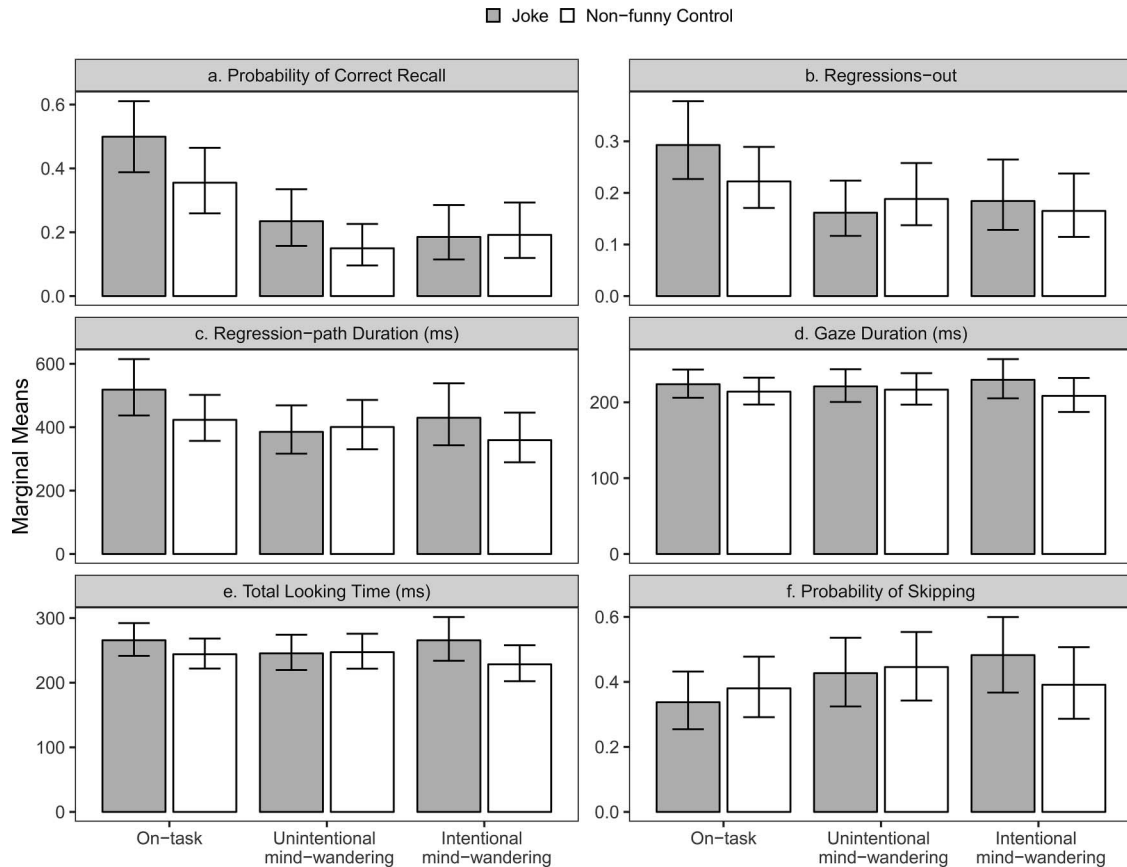 Joke Non-funny Control
a. Probability of Correct Recall
b. Regressions-out
0.6
0.4
0.2
0.0
0.3
0.2
0.1
0.0
c. Regression-path Duration (ms)
d. Gaze Duration (ms)
Marginal Means
600
400
200
0
200
100
0
e. Total Looking Time (ms)
f. Probability of Skipping
300
200
100
0
0.6
0.4
0.2
0.0
On-task
Unintentional
mind-wandering
Intentional
mind-wandering
On-task
Unintentional
mind-wandering
Intentional
mind-wandering